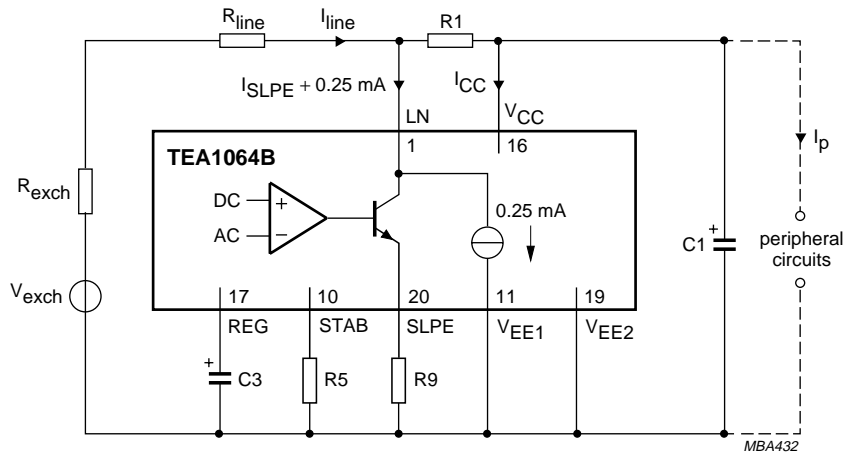 Rline
Iline
R1
ISLPE + 0.25 mA
ICC
LN
VCC
1
16
Ip
TEA1064B
Rexch
DC
+
0.25 mA
AC
−
C1
+
peripheral
circuits
Vexch
17
10
20
11
19
REG
STAB
SLPE
VEE1
VEE2
+
C3
R5
R9
MBA432